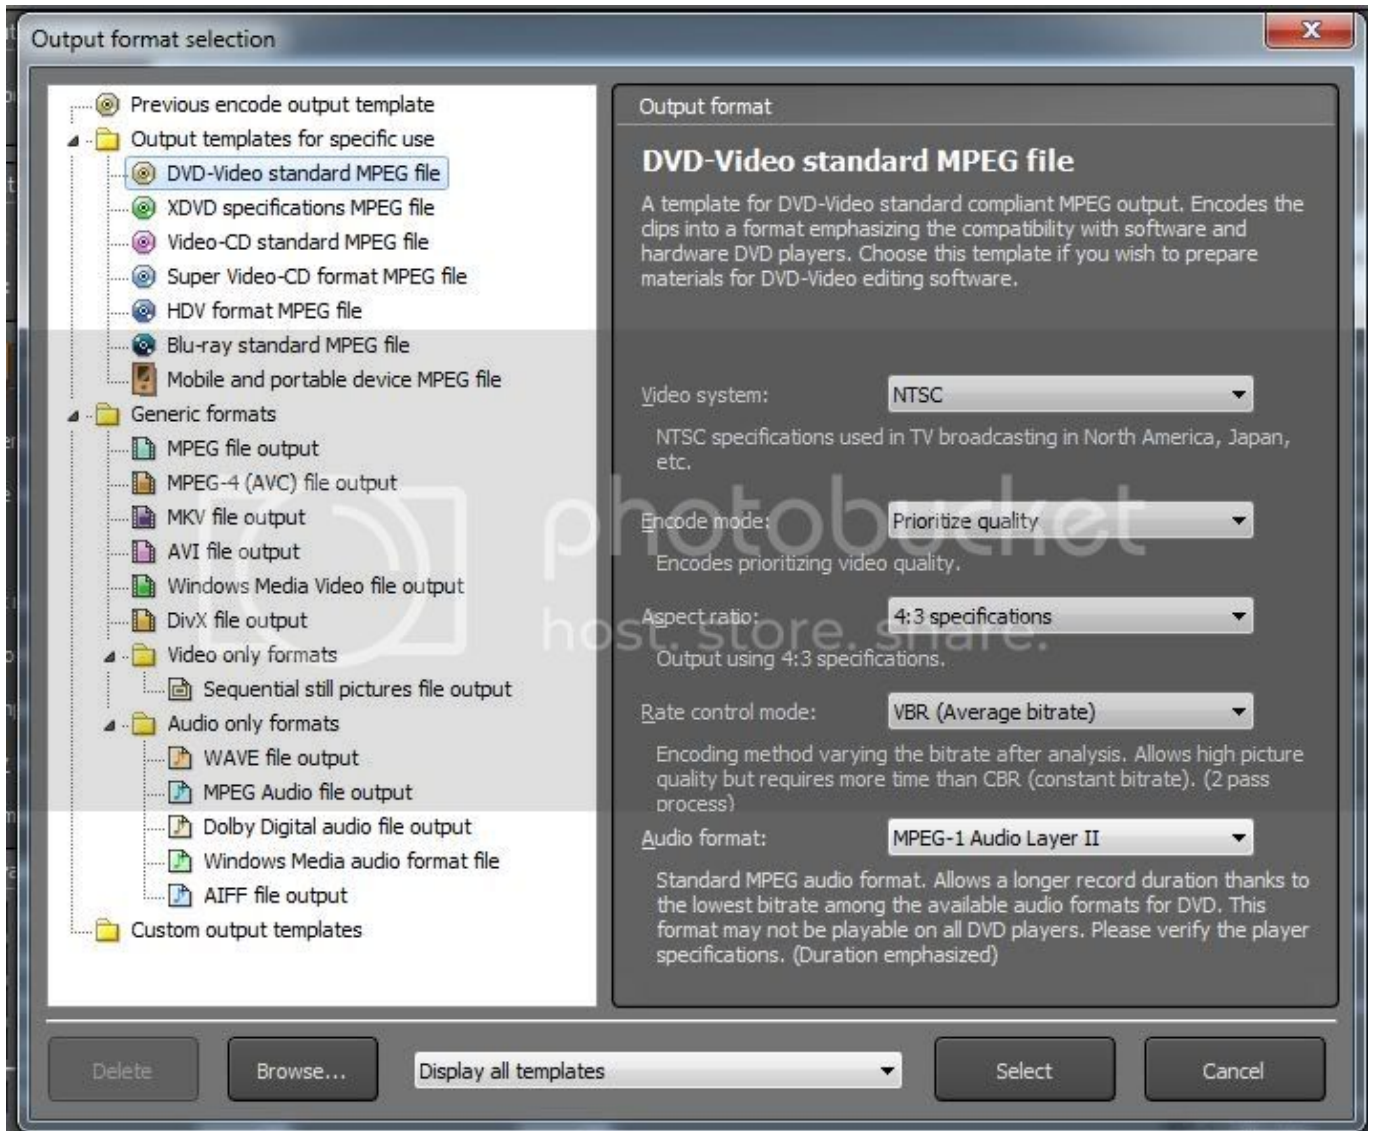 Output format selection
Previous encode output template
Output templates for specific use
DVD-Video standard MPEG file
XDVD specifications MPEG file
Video-CD standard MPEG file
Super Video-CD format MPEG file
HDV format MPEG file
Blu-ray standard MPEG file
Mobile and portable device MPEG file
Generic formats
MPEG file output
MPEG-4 (AVC) file output
MKV file output
AVI file output
Windows Media Video file output
DivX file output
Video only formats
Sequential still pictures file output
Audio only formats
WAVE file output
MPEG Audio file output
Dolby Digital audio file output
Windows Media audio format file
AIFF file output
Custom output templates
Output format
DVD-Video standard MPEG file
A template for DVD-Video standard compliant MPEG output. Encodes the
clips into a format emphasizing the compatibility with software and
hardware DVD players. Choose this template if you wish to prepare
materials for DVD-Video editing software.
Video system: NTSC
NTSC specifications used in TV broadcasting in North America, Japan,
etc.
Encode mode: Prioritize quality
Encodes prioritizing video quality.
Aspect ratio: 4:3 specifications
Output using 4:3 specifications.
Rate control mode: VBR (Average bitrate)
Encoding method varying the bitrate after analysis. Allows high picture
quality but requires more time than CBR (constant bitrate). (2 pass
process)
Audio format: MPEG-1 Audio Layer II
Standard MPEG audio format. Allows a longer record duration thanks to
the lowest bitrate among the available audio formats for DVD. This
format may not be playable on all DVD players. Please verify the player
specifications. (Duration emphasized)
photobucket
host. store. share.
Delete Browse... Display all templates Select Cancel